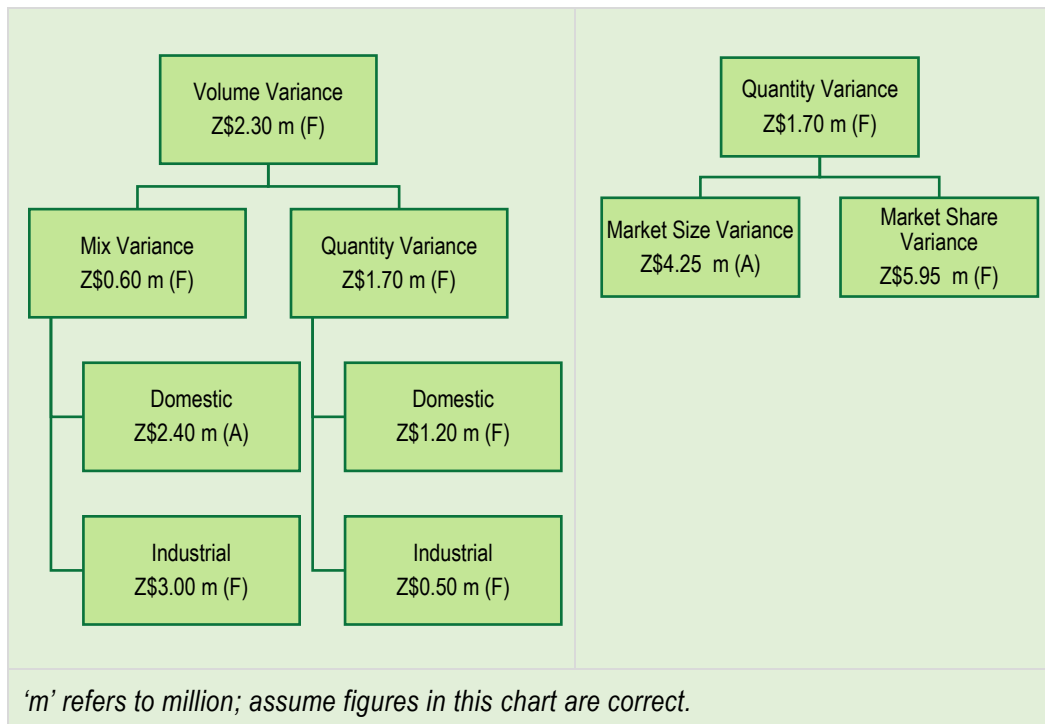 Volume Variance
Z$2.30 m (F)
Mix Variance
Z$0.60 m (F)
Quantity Variance
Z$1.70 m (F)
Domestic
Z$2.40 m (A)
Domestic
Z$1.20 m (F)
Industrial
Z$3.00 m (F)
Industrial
Z$0.50 m (F)
Quantity Variance
Z$1.70 m (F)
Market Size Variance
Z$4.25 m (A)
Market Share
Variance
Z$5.95 m (F)
‘m’ refers to million; assume figures in this chart are correct.